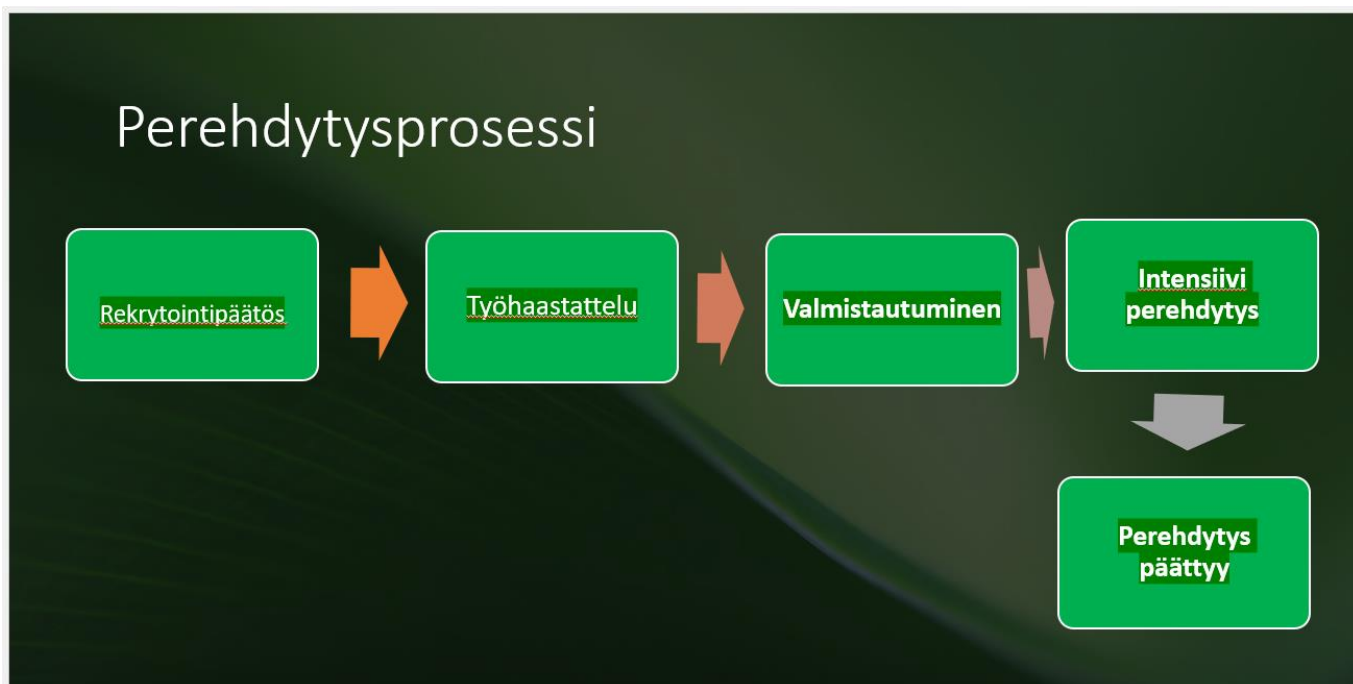 Perehdytysprosessi
Rekrytointipäätös
Työhaastattelu
Valmistautuminen
Intensiivi
perehdytys
Perehdytys
päättyy